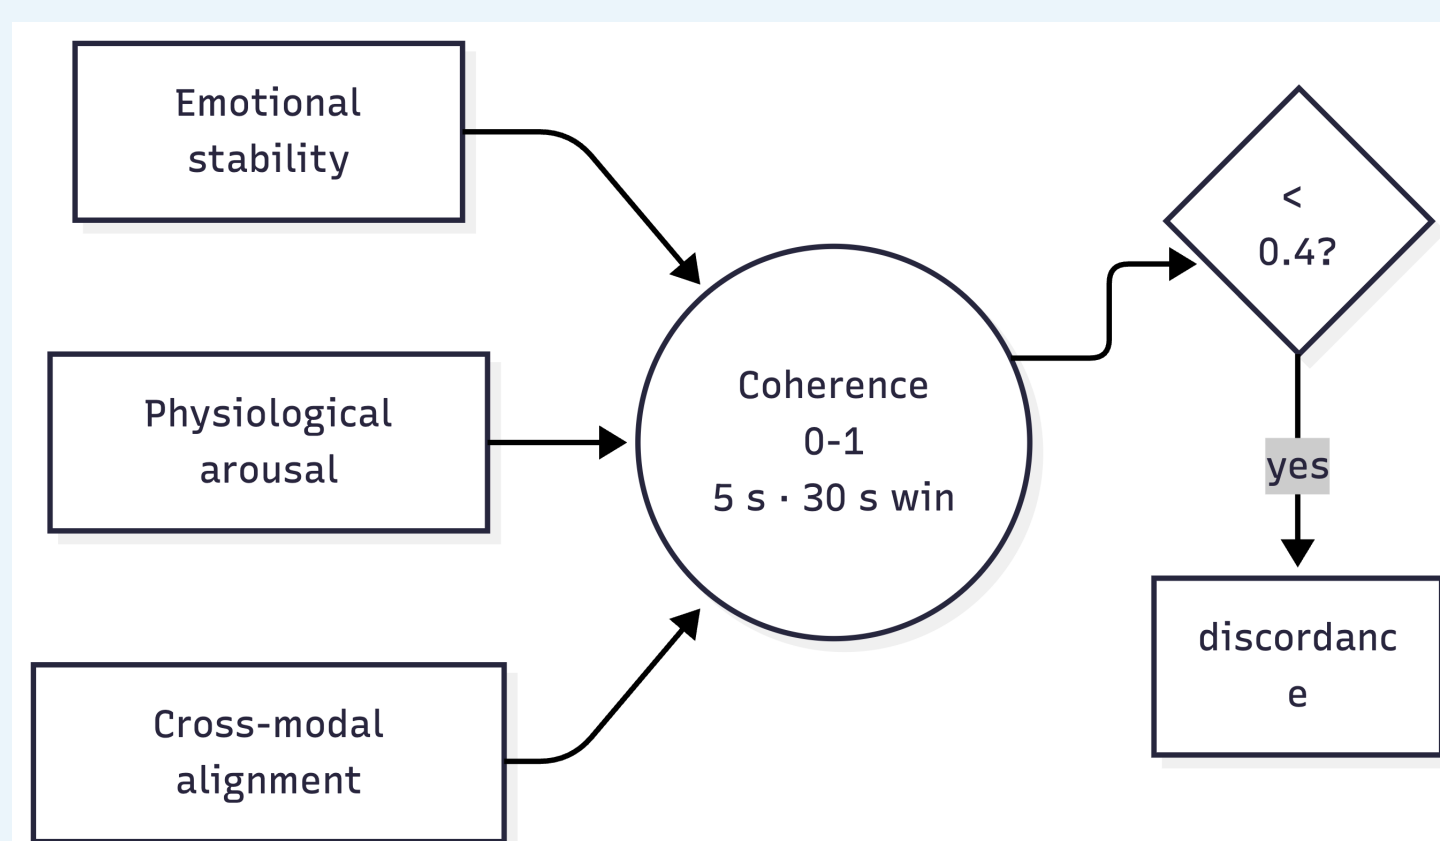 Emotional
stability
Physiological
arousal
Cross-modal
alignment
Coherence
0-1
5 s · 30 s win
<
0.4?
yes
discordanc
e